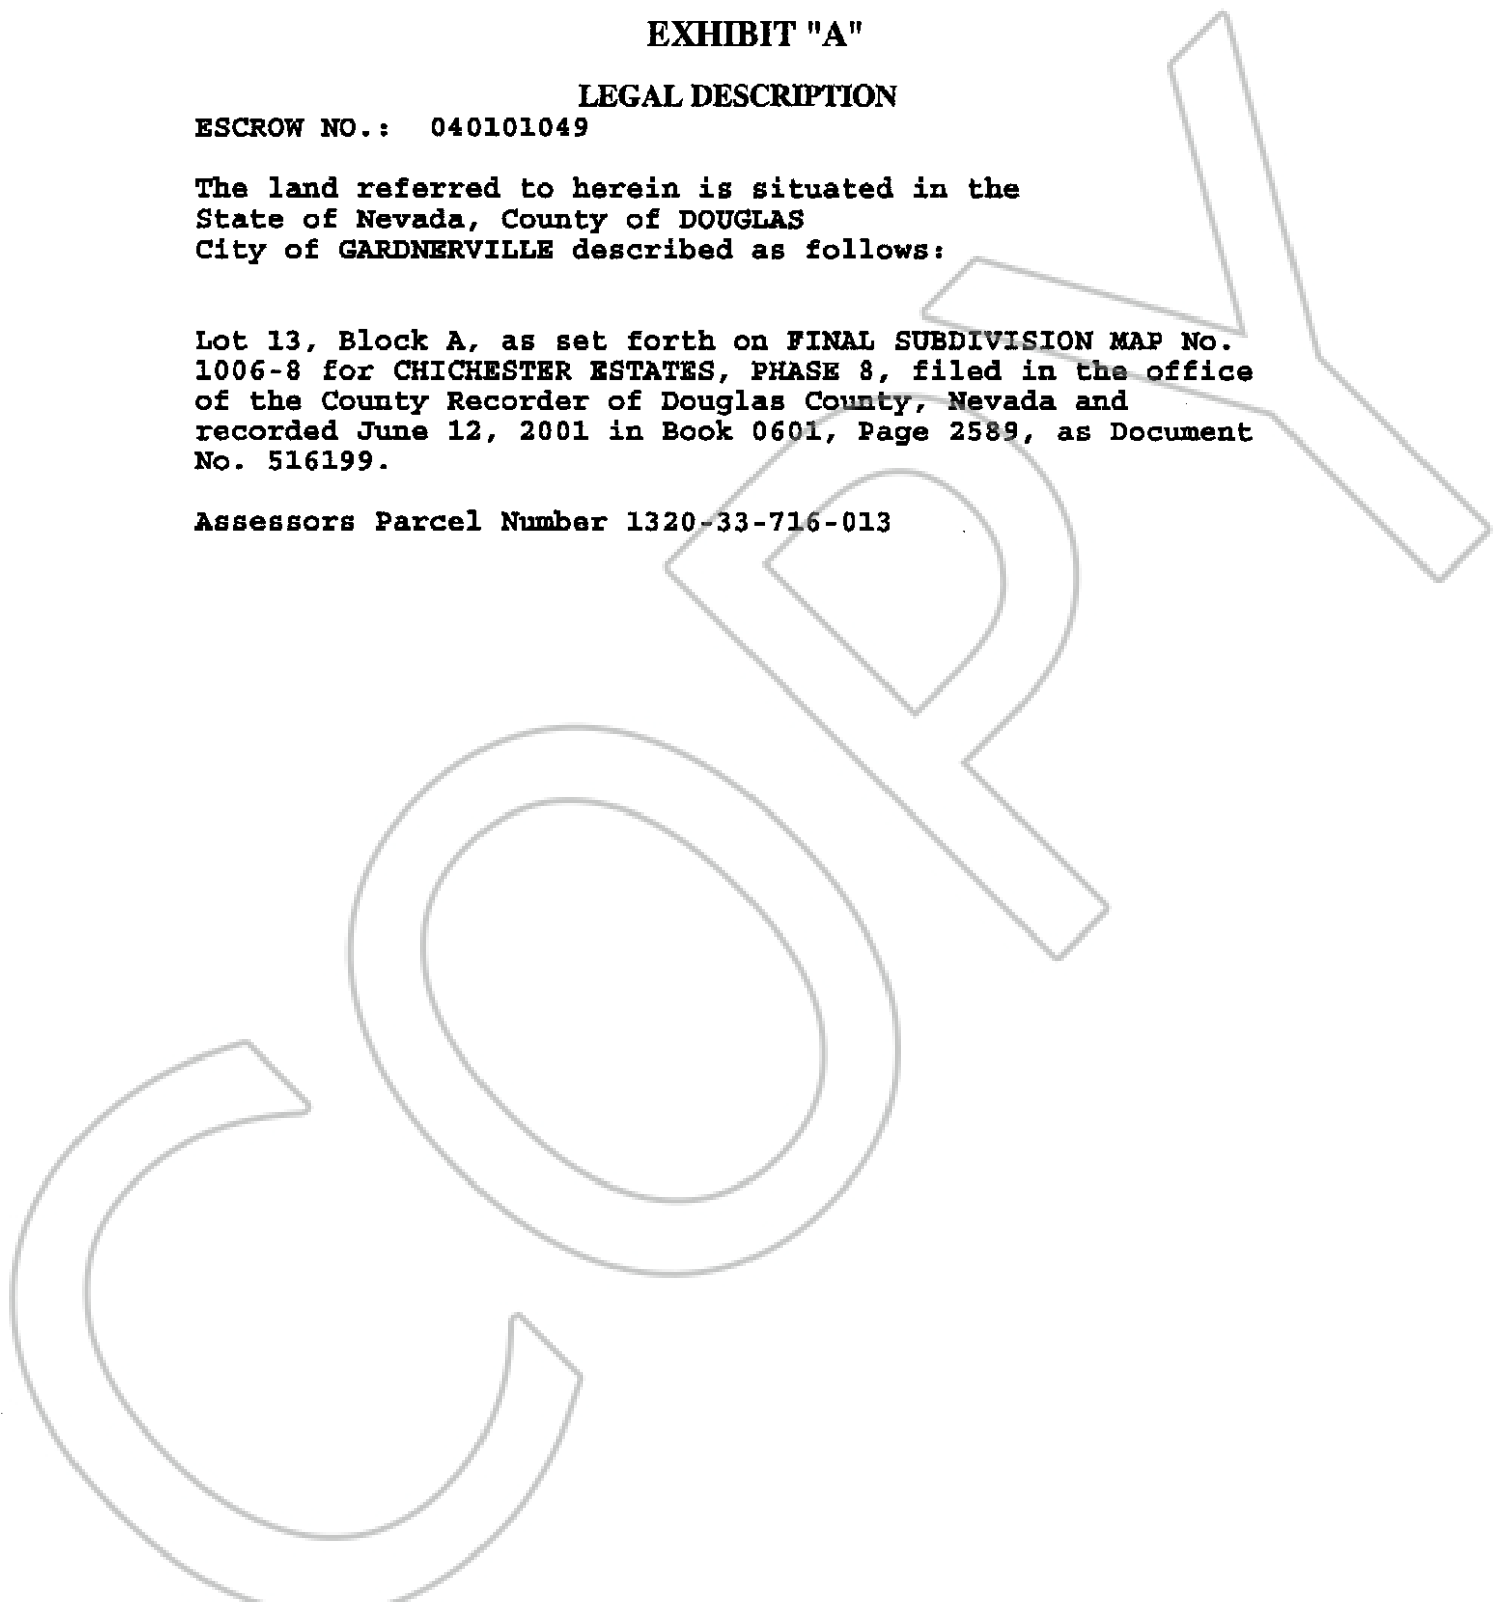 EXHIBIT "A"
LEGAL DESCRIPTION
ESCROW NO.: 040101049
The land referred to herein is situated in the
State of Nevada, County of DOUGLAS
City of GARDNERVILLE described as follows:
Lot 13, Block A, as set forth on FINAL SUBDIVISION MAP No.
1006-8 for CHICHESTER ESTATES, PHASE 8, filed in the office
of the County Recorder of Douglas County, Nevada and
recorded June 12, 2001 in Book 0601, Page 2589, as Document
No. 516199.
Assessors Parcel Number 1320-33-716-013
COPY